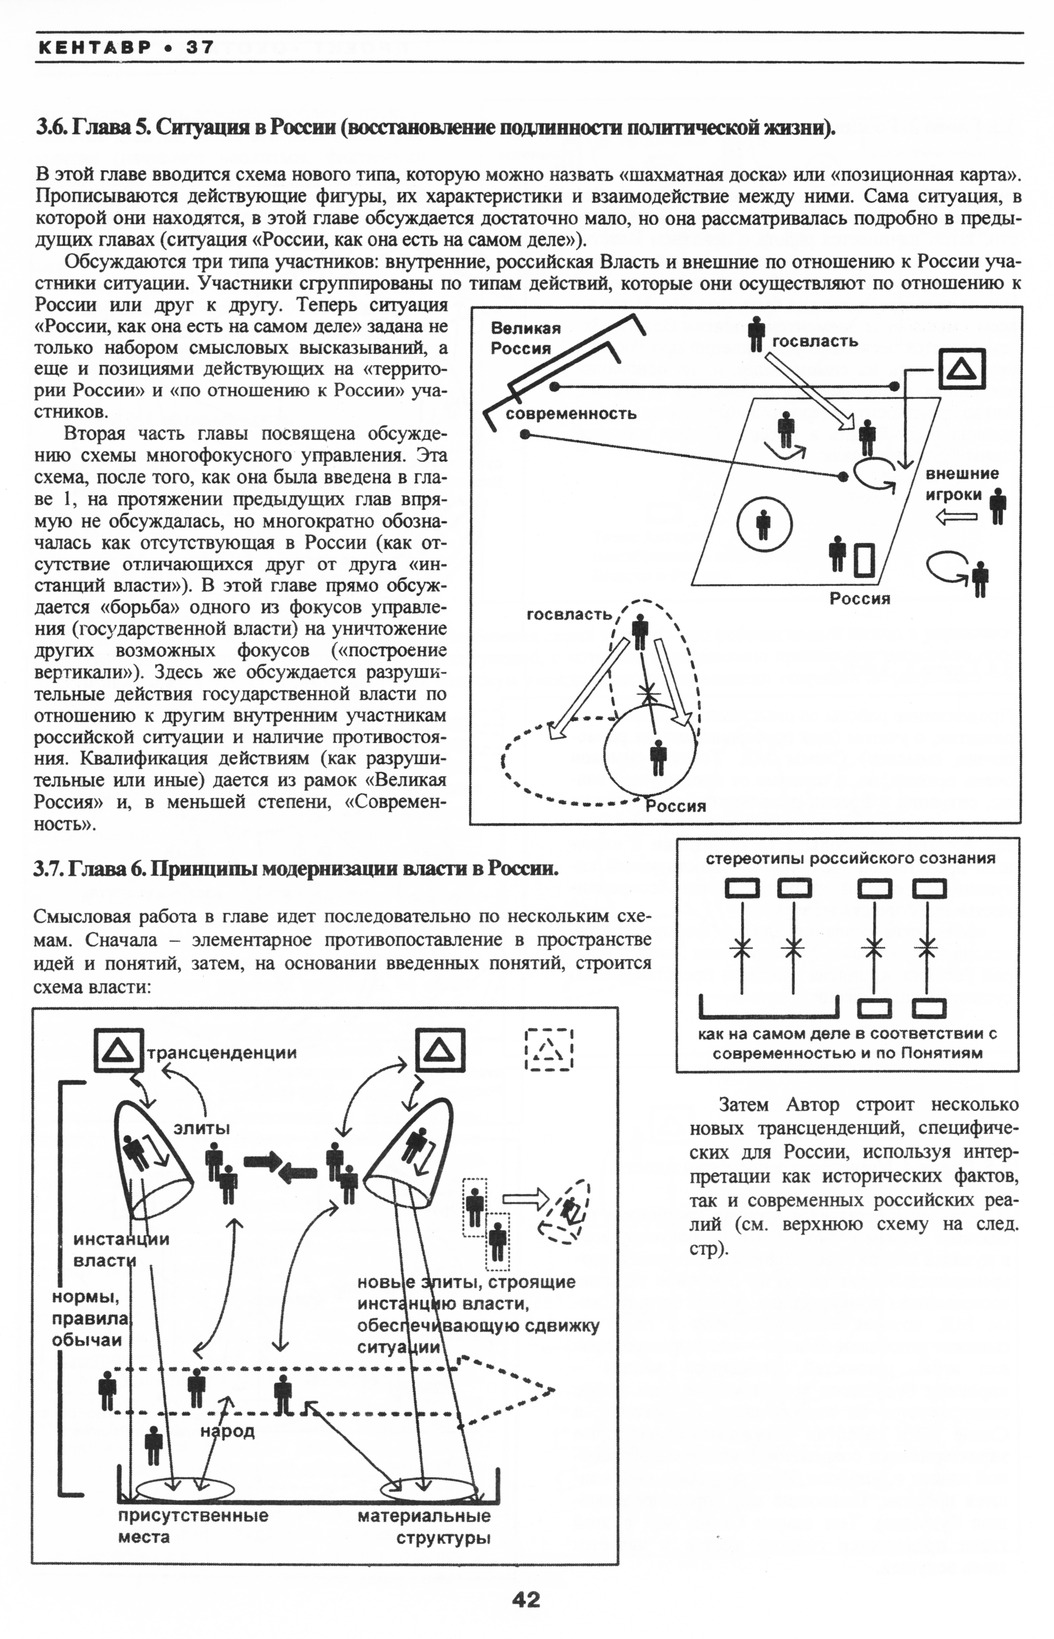 КЕНТАВР • 37
3.6. Глава 5. Ситуация в России (восстановление подлинности политической жизни).
В этой главе вводится схема нового типа, которую можно назвать «шахматная доска» или «позиционная карта».
Прописываются действующие фигуры, их характеристики и взаимодействие между ними. Сама ситуация, в
которой они находятся, в этой главе обсуждается достаточно мало, но она рассматривалась подробно в преды-
дущих главах (ситуация «России, как она есть на самом деле»).
Обсуждаются три типа участников: внутренние, российская Власть и внешние по отношению к России уча-
стники ситуации. Участники сгруппированы по типам действий, которые они осуществляют по отношению к
России или друг к другу. Теперь ситуация
«России, как она есть на самом деле» задана не
только набором смысловых высказываний, а
еще и позициями действующих на «террито-
рии России» и «по отношению к России» уча-
стников.
Вторая часть главы посвящена обсужде-
нию схемы многофокусного управления. Эта
схема, после того, как она была введена в гла-
ве 1, на протяжении предыдущих глав впря-
мую не обсуждалась, но многократно обозна-
чалась как отсутствующая в России (как от-
сутствие отличающихся друг от друга «ин-
станций власти»). В этой главе прямо обсуж-
дается «борьба» одного из фокусов управле-
ния (государственной власти) на уничтожение
других возможных фокусов («построение
вертикали»). Здесь же обсуждается разруши-
тельные действия государственной власти по
отношению к другим внутренним участникам
российской ситуации и наличие противостоя-
ния. Квалификация действиям (как разруши-
тельные или иные) дается из рамок «Великая
Россия» и, в меньшей степени, «Современ-
ность».
Великая
Россия
госвласть
современность
внешние
игроки
Россия
госвласть
Россия
3.7. Глава 6. Принципы модернизации власти в России.
Смысловая работа в главе идет последовательно по нескольким схе-
мам. Сначала – элементарное противопоставление в пространстве
идей и понятий, затем, на основании введенных понятий, строится
схема власти:
стереотипы российского сознания
как на самом деле в соответствии с
современностью и по Понятиям
трансценденции
элиты
инстанции
власти
нормы,
правила
обычаи
новые элиты, строящие
инстанцию власти,
обеспечивающую сдвижку
ситуации
народ
присутственные
места
материальные
структуры
Затем Автор строит несколько
новых трансценденций, специфиче-
ских для России, используя интер-
претации как исторических фактов,
так и современных российских реа-
лий (см. верхнюю схему на след.
стр).
42